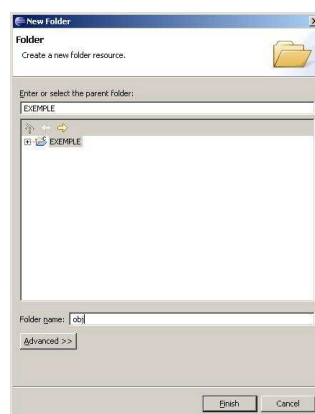 New Folder
Folder
Create a new folder resource.
Enter or select the parent folder:
EXEMPLE
EXEMPLE
Folder name: obj
Advanced >>
Finish Cancel